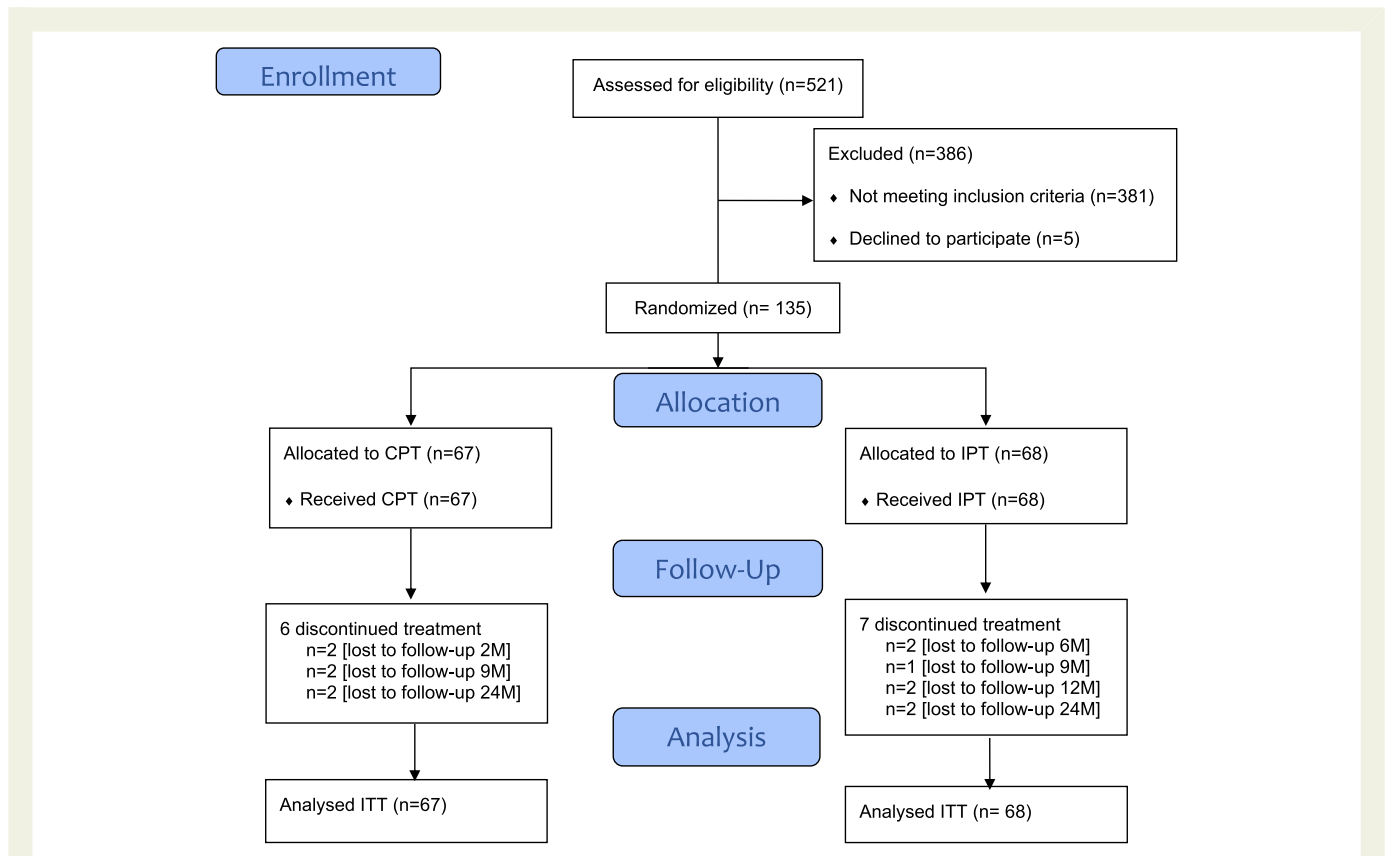 Enrollment
Assessed for eligibility (n=521)
Excluded (n=386)
♦ Not meeting inclusion criteria (n=381)
♦ Declined to participate (n=5)
Randomized (n= 135)
Allocation
Allocated to CPT (n=67)
♦ Received CPT (n=67)
Allocated to IPT (n=68)
♦ Received IPT (n=68)
Follow-Up
6 discontinued treatment
n=2 [lost to follow-up 2M]
n=2 [lost to follow-up 9M]
n=2 [lost to follow-up 24M]
7 discontinued treatment
n=2 [lost to follow-up 6M]
n=1 [lost to follow-up 9M]
n=2 [lost to follow-up 12M]
n=2 [lost to follow-up 24M]
Analysis
Analysed ITT (n=67)
Analysed ITT (n= 68)